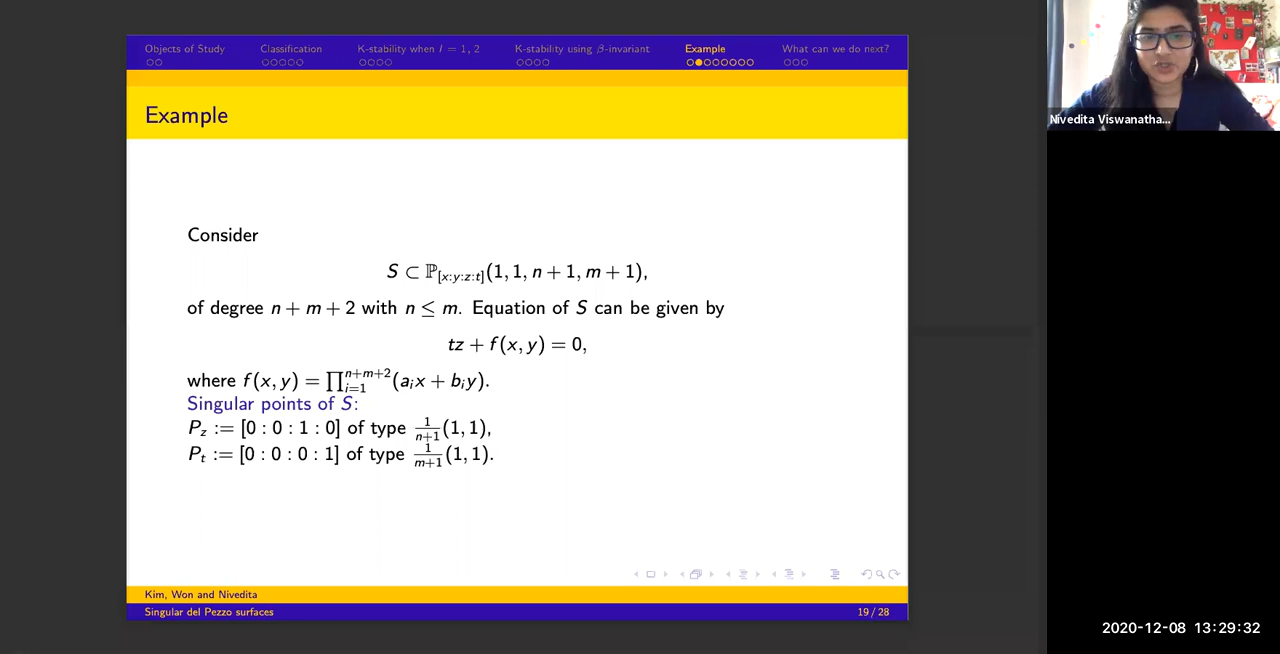 Objects of Study Classification K-stability when I = 1, 2 K-stability using β-invariant Example What can we do next?
Example
Consider
S ⊂ ℙ_{[x:y:z:t]}(1, 1, n + 1, m + 1),
of degree n + m + 2 with n ≤ m. Equation of S can be given by
tz + f(x, y) = 0,
where f(x, y) = ∏_{i=1}^{n+m+2}(a_i x + b_i y).
Singular points of S:
P_z := [0 : 0 : 1 : 0] of type \frac{1}{n+1}(1, 1),
P_t := [0 : 0 : 0 : 1] of type \frac{1}{m+1}(1, 1).
Kim, Won and Nivedita
Singular del Pezzo surfaces 19 / 28
Nivedita Viswanatha...
2020-12-08 13:29:32